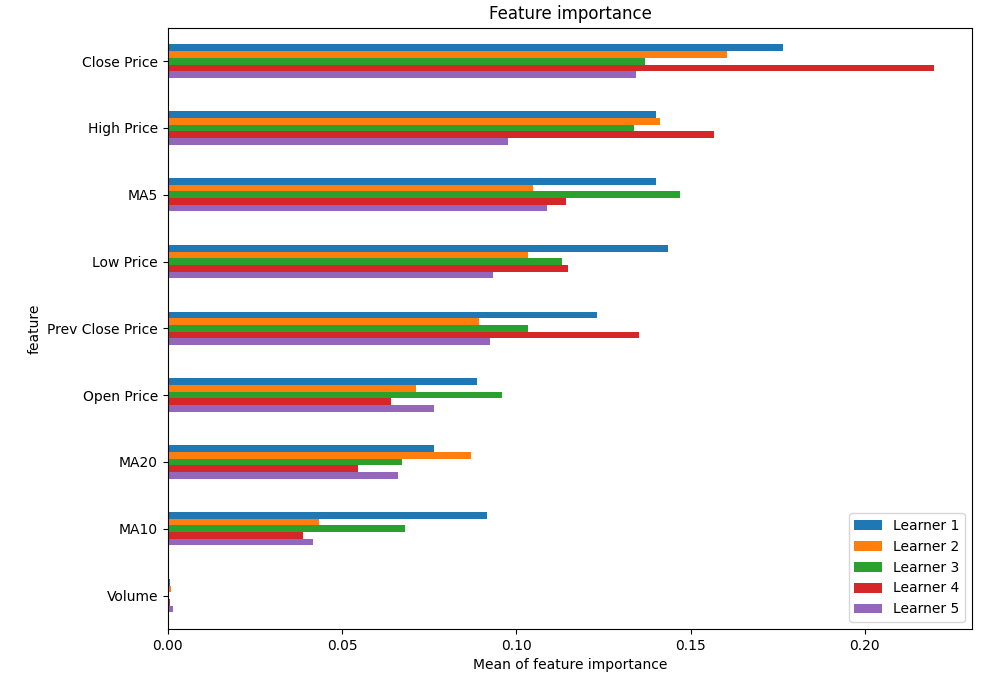 Feature importance
Close Price
High Price
MA5
Low Price
Prev Close Price
Open Price
MA20
MA10
Volume
feature
0.00
0.05
0.10
0.15
0.20
Mean of feature importance
Learner 1
Learner 2
Learner 3
Learner 4
Learner 5